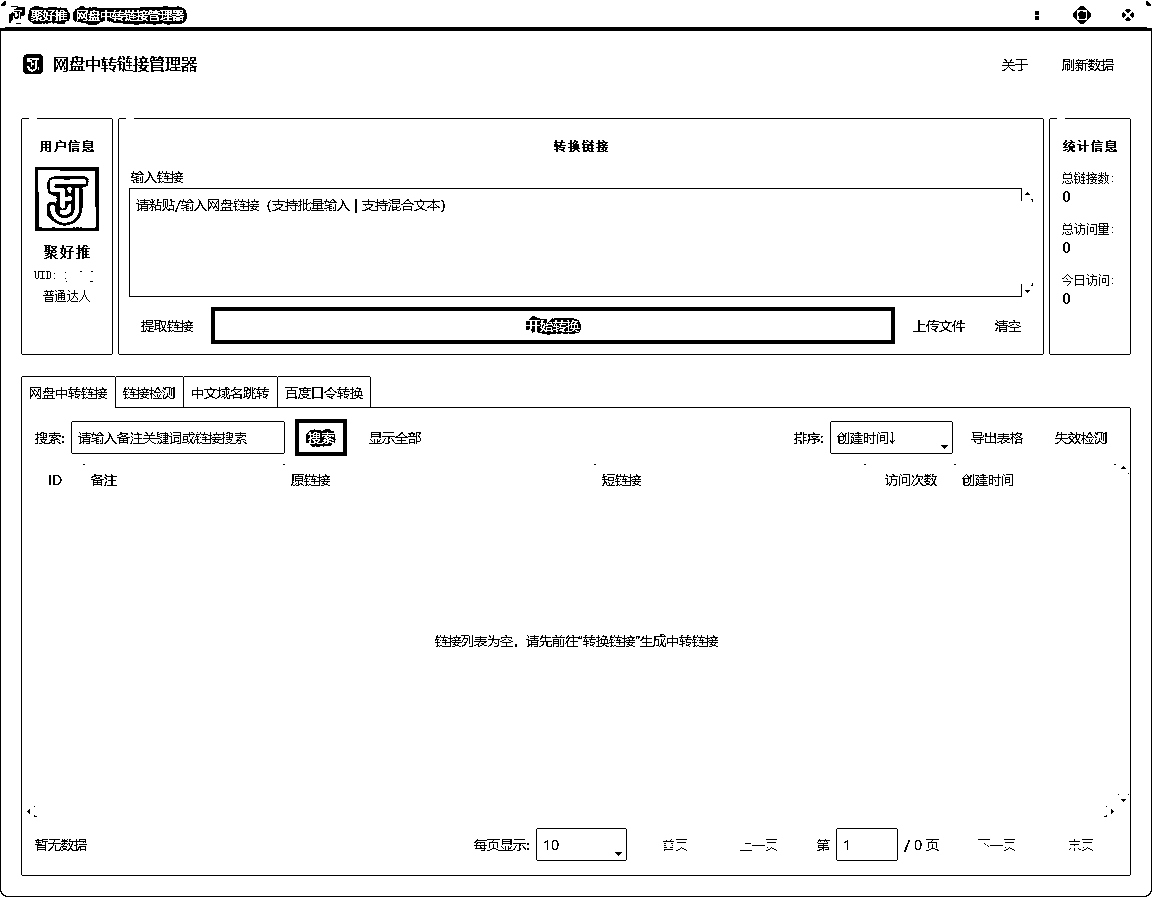 聚好推 网盘中转链接管理器
网盘中转链接管理器
关于 刷新数据
用户信息
聚好推
UID:
普通达人
转换链接
输入链接
请粘贴/输入网盘链接（支持批量输入 | 支持混合文本）
提取链接 开始转换 上传文件 清空
统计信息
总链接数:
0
总访问量:
0
今日访问:
0
网盘中转链接 链接检测 中文域名跳转 百度口令转换
搜索: 请输入备注关键词或链接搜索 搜索 显示全部 排序: 创建时间↓ 导出表格 失效检测
ID 备注 原链接 短链接 访问次数 创建时间
链接列表为空，请先前往“转换链接”生成中转链接
暂无数据 每页显示: 10 首页 上一页 第 1 / 0 页 下一页 末页